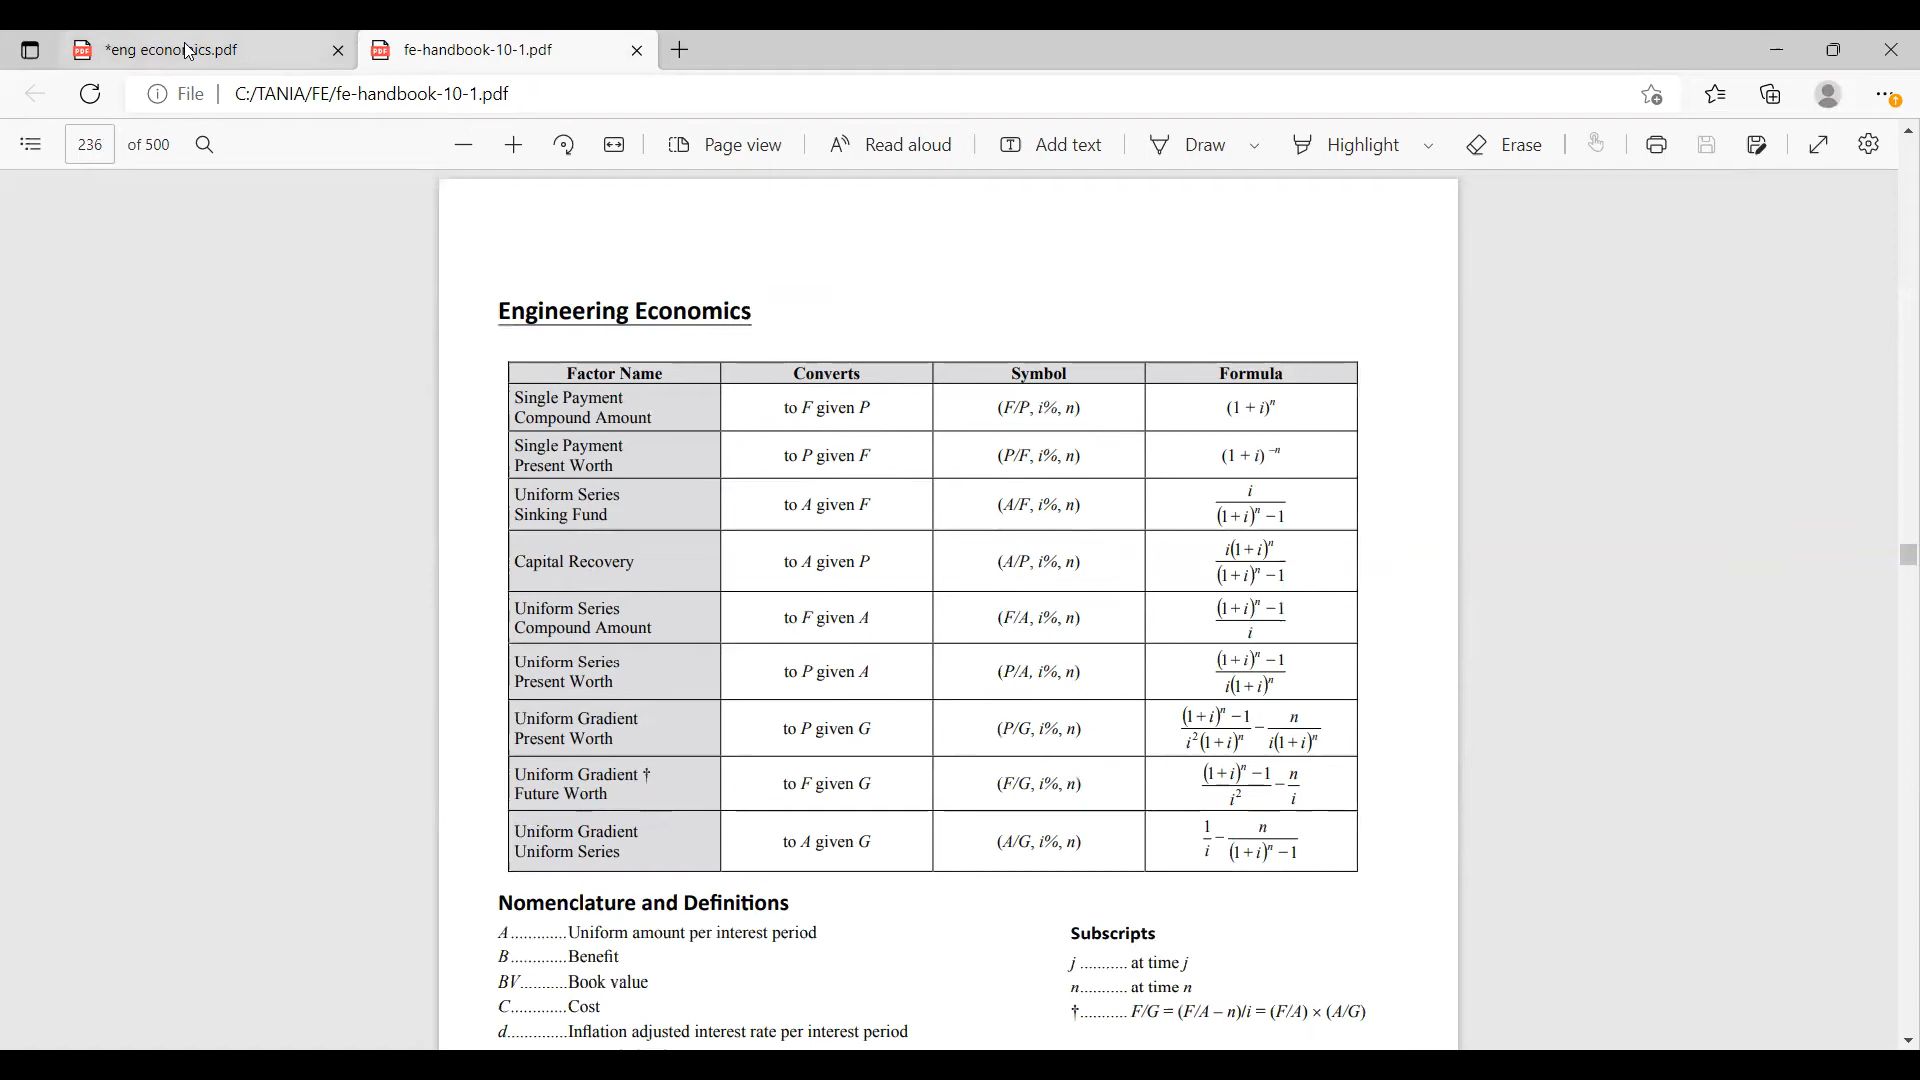 *eng economics.pdf
fe-handbook-10-1.pdf
File | C:/TANIA/FE/fe-handbook-10-1.pdf
236 of 500
Page view
Read aloud
Add text
Draw
Highlight
Erase
Engineering Economics
Factor Name Converts Symbol Formula
Single Payment
Compound Amount
to F given P (F/P, i%, n) (1 + i)^n
Single Payment
Present Worth
to P given F (P/F, i%, n) (1 + i)^–n
Uniform Series
Sinking Fund
to A given F (A/F, i%, n)
i
(1+i)^n −1
Capital Recovery to A given P (A/P, i%, n)
i(1+i)^n
(1+i)^n −1
Uniform Series
Compound Amount
to F given A (F/A, i%, n)
(1+i)^n −1
i
Uniform Series
Present Worth
to P given A (P/A, i%, n)
(1+i)^n −1
i(1+i)^n
Uniform Gradient
Present Worth
to P given G (P/G, i%, n)
(1+i)^n −1 − n
i^2(1+i)^n i(1+i)^n
Uniform Gradient †
Future Worth
to F given G (F/G, i%, n)
(1+i)^n −1 − n
i^2 i
Uniform Gradient
Uniform Series
to A given G (A/G, i%, n)
1 − n
i (1+i)^n −1
Nomenclature and Definitions
A.............Uniform amount per interest period
B.............Benefit
BV..........Book value
C.............Cost
d.............Inflation adjusted interest rate per interest period
Subscripts
j ........... at time j
n........... at time n
†........... F/G = (F/A – n)/i = (F/A) × (A/G)